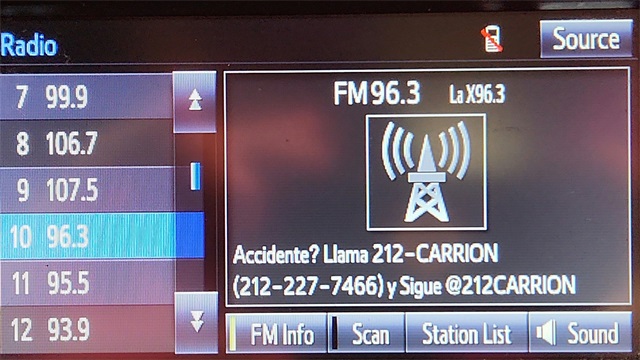 Radio
Source
7 99.9
8 106.7
9 107.5
10 96.3
11 95.5
12 93.9
FM 96.3 La X96.3
Accidente? Llama 212-CARRION
(212-227-7466) y Sigue @212CARRION
FM Info Scan Station List Sound